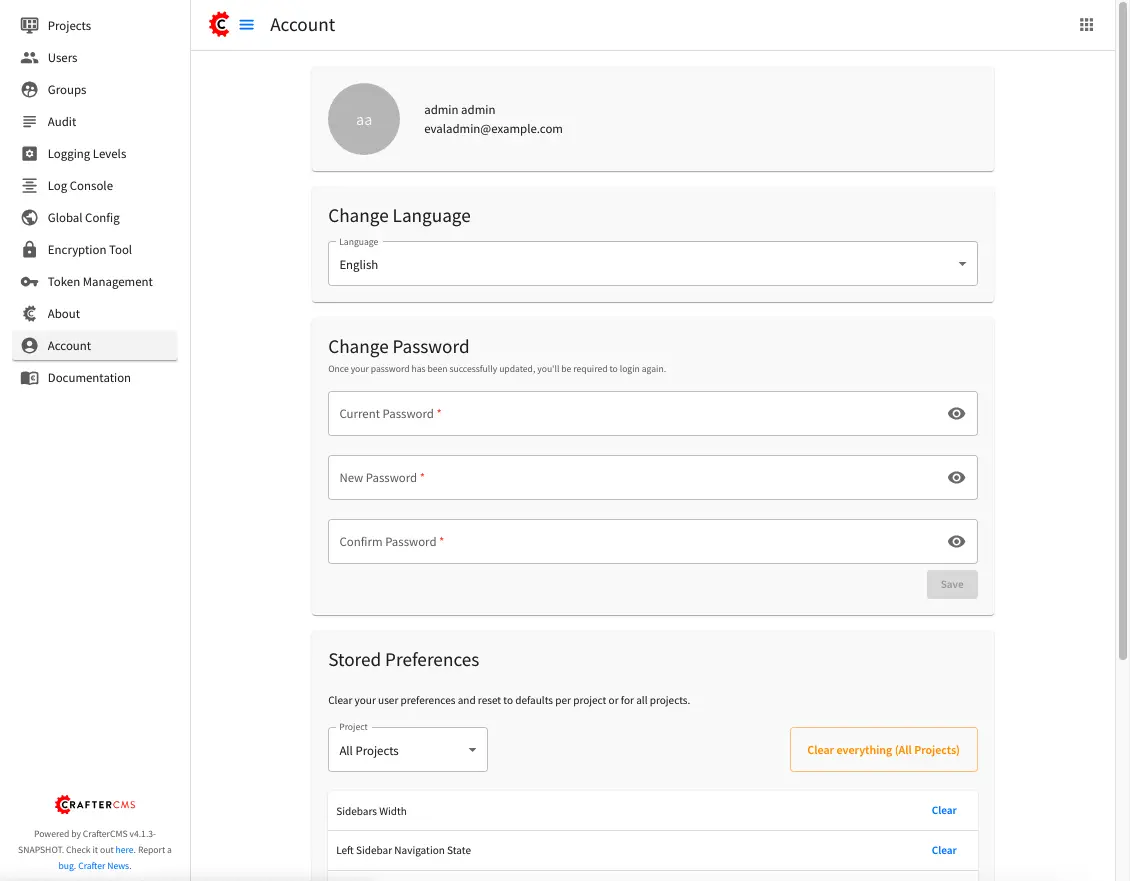 Projects
Users
Groups
Audit
Logging Levels
Log Console
Global Config
Encryption Tool
Token Management
About
Account
Documentation
CRAFTERCMS
Powered by CrafterCMS v4.1.3-
SNAPSHOT. Check it out here. Report a
bug. Crafter News.
C
Account
aa
admin admin
evaladmin@example.com
Change Language
Language
English
Change Password
Once your password has been successfully updated, you'll be required to login again.
Current Password *
New Password *
Confirm Password *
Save
Stored Preferences
Clear your user preferences and reset to defaults per project or for all projects.
Project
All Projects
Clear everything (All Projects)
Sidebars Width
Clear
Left Sidebar Navigation State
Clear